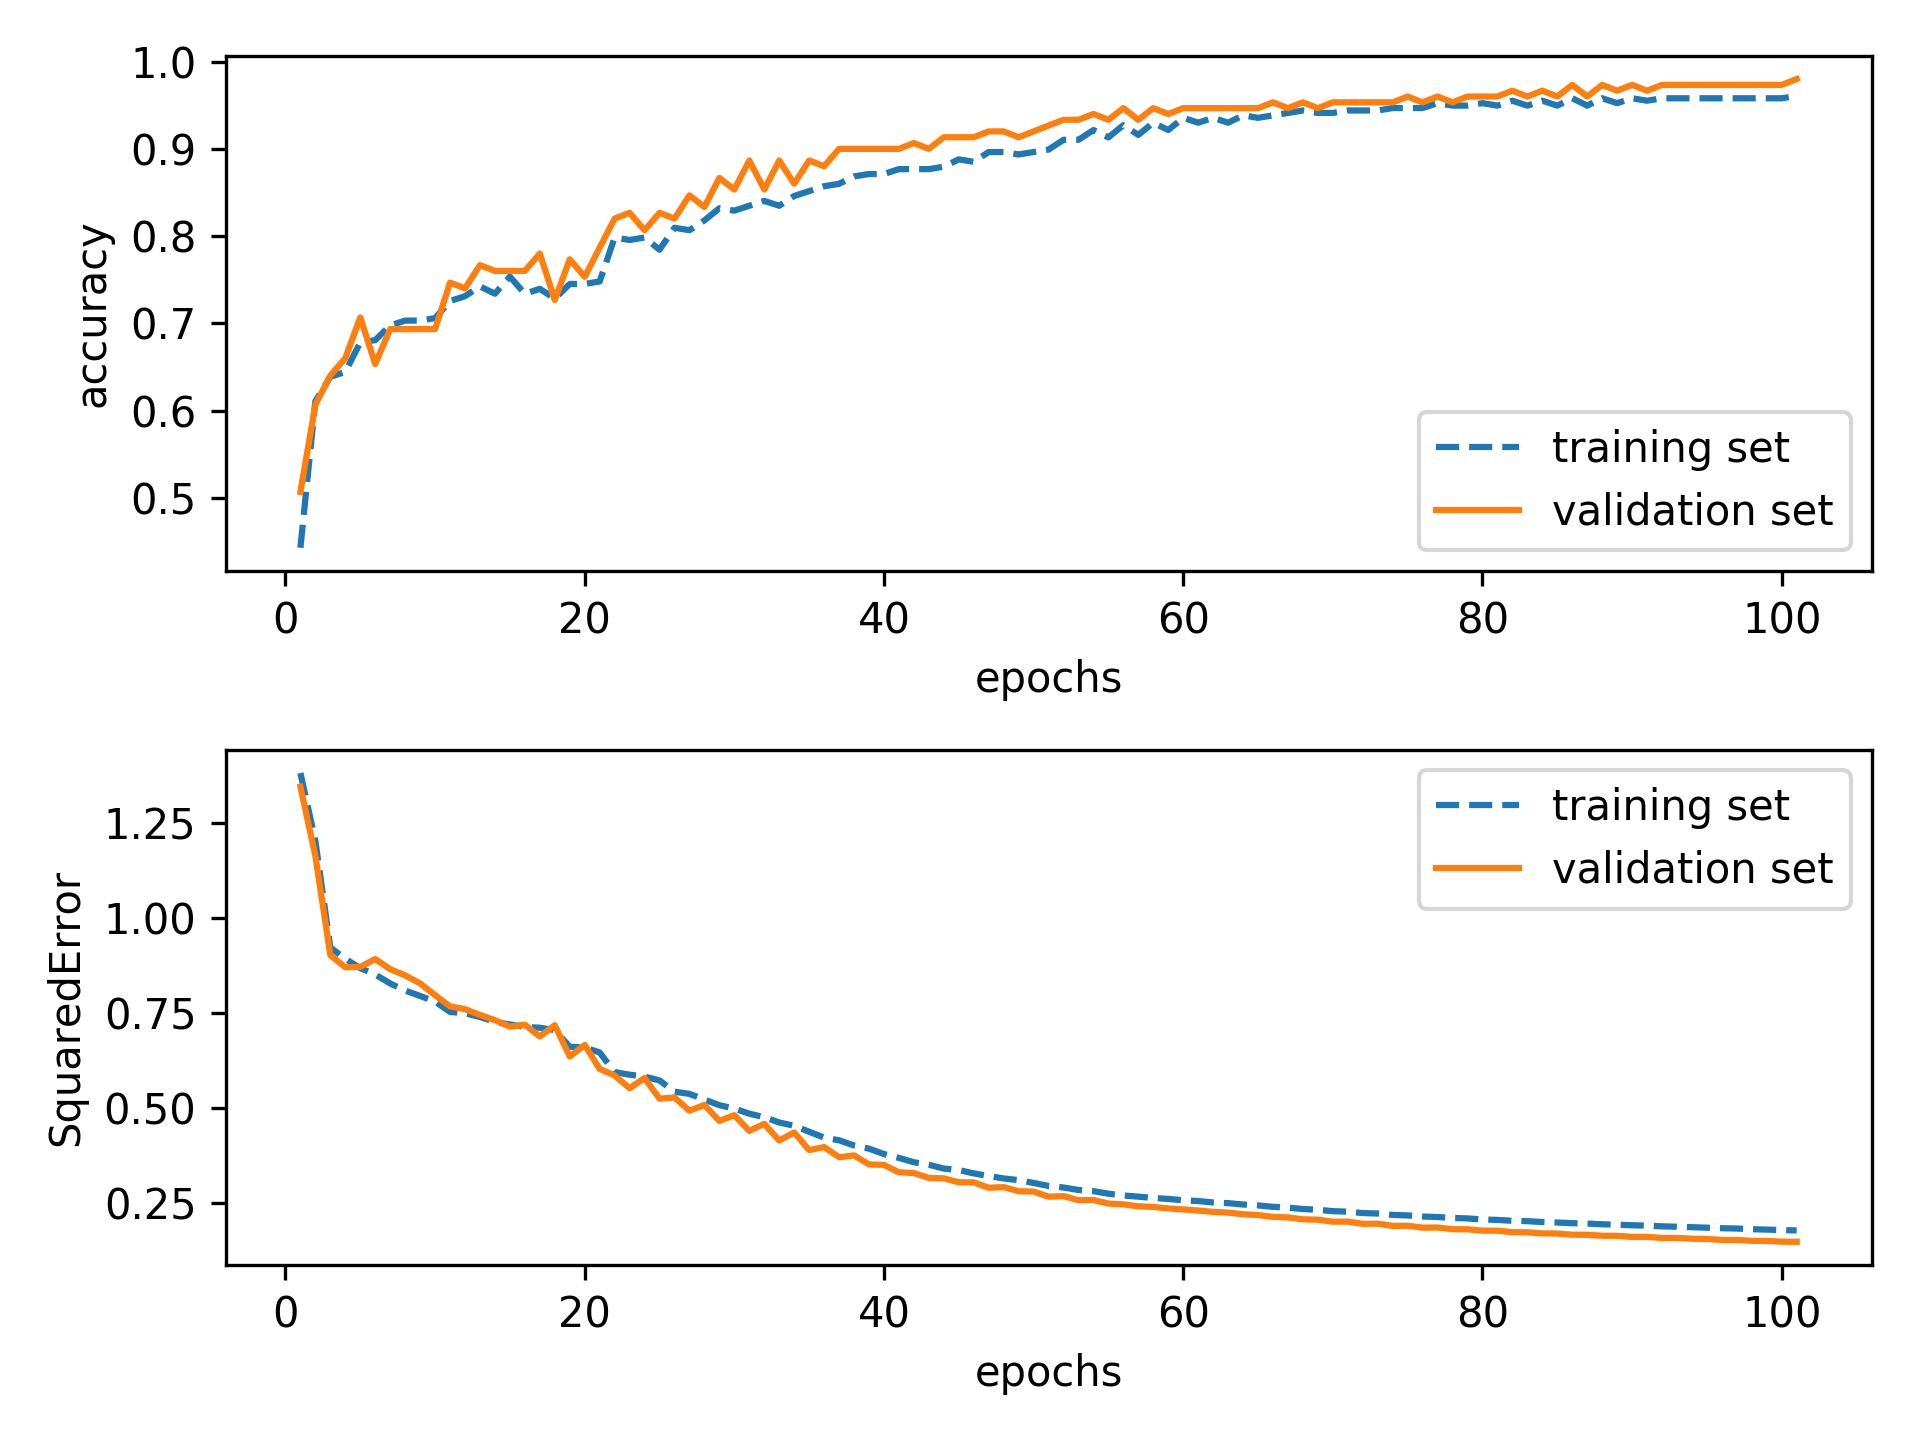 1.0
0.9
0.8
0.7
0.6
0.5
accuracy
training set
validation set
0 20 40 60 80 100
epochs
1.25
1.00
0.75
0.50
0.25
SquaredError
training set
validation set
0 20 40 60 80 100
epochs